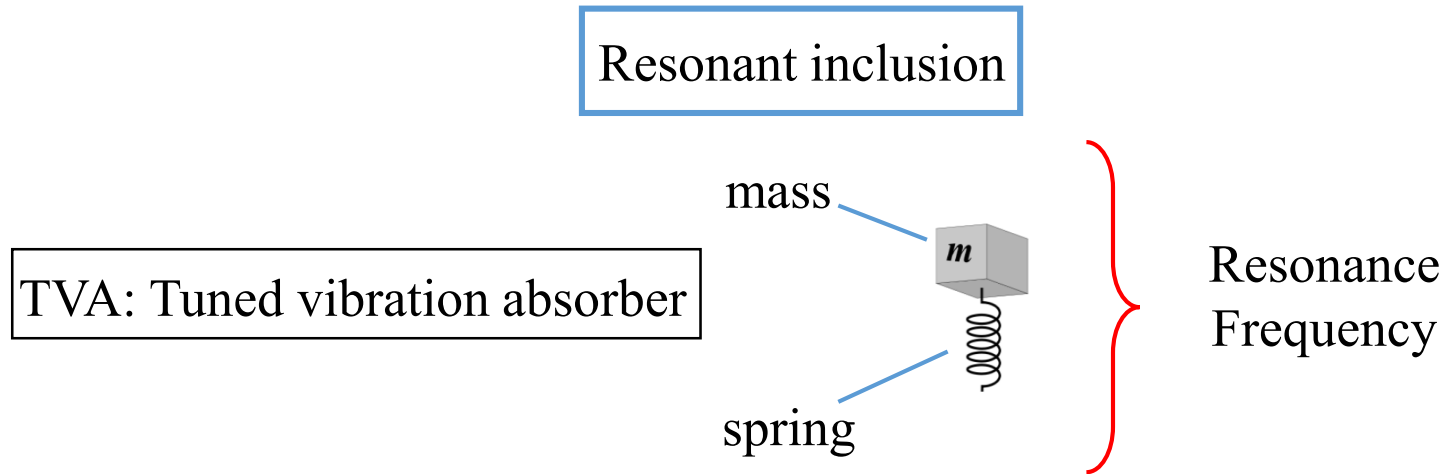 Resonant inclusion
mass
m
TVA: Tuned vibration absorber
spring
Resonance
Frequency